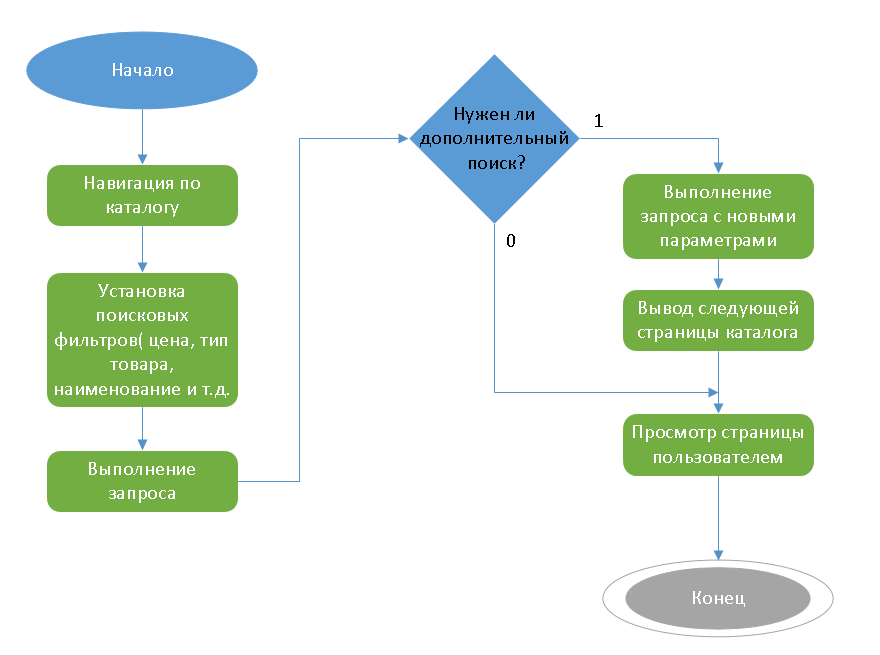 Начало
Навигация по
каталогу
Установка
поисковых
фильтров( цена, тип
товара,
наименование и т.д.
Выполнение
запроса
Нужен ли
дополнительный
поиск?
1
0
Выполнение
запроса с новыми
параметрами
Вывод следующей
страницы каталога
Просмотр страницы
пользователем
Конец